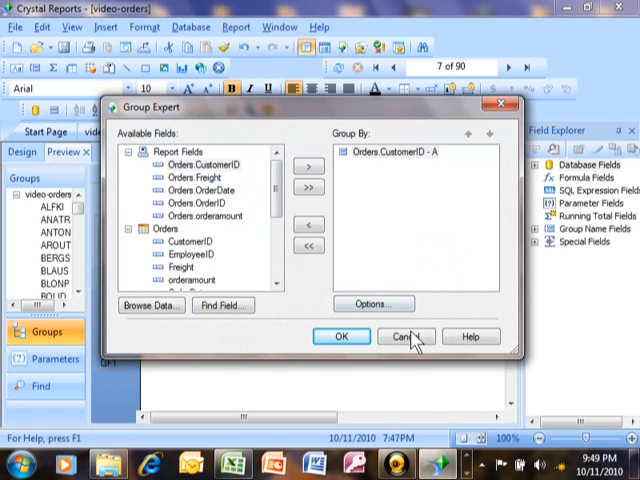 Crystal Reports - [video-orders]
File Edit View Insert Format Database Report Window Help
7 of 90
Arial 10 B I U A
Start Page
Design Preview
Groups
video-orders
ALFKI
ANATR
ANTON
AROUT
BERGS
BLAUS
BLONP
BOLID
Groups
Parameters
Find
GF1
Group Expert
Available Fields:
Report Fields
Orders.CustomerID
Orders.Freight
Orders.OrderDate
Orders.OrderID
Orders.orderamount
Orders
CustomerID
EmployeeID
Freight
orderamount
Browse Data...
Find Field...
>
>>
<
<<
Group By:
Orders.CustomerID - A
Options...
OK
Help
Field Explorer
Database Fields
Formula Fields
SQL Expression Fields
Parameter Fields
Running Total Fields
Group Name Fields
Special Fields
For Help, press F1
10/11/2010 7:47PM
100%
9:49 PM
10/11/2010